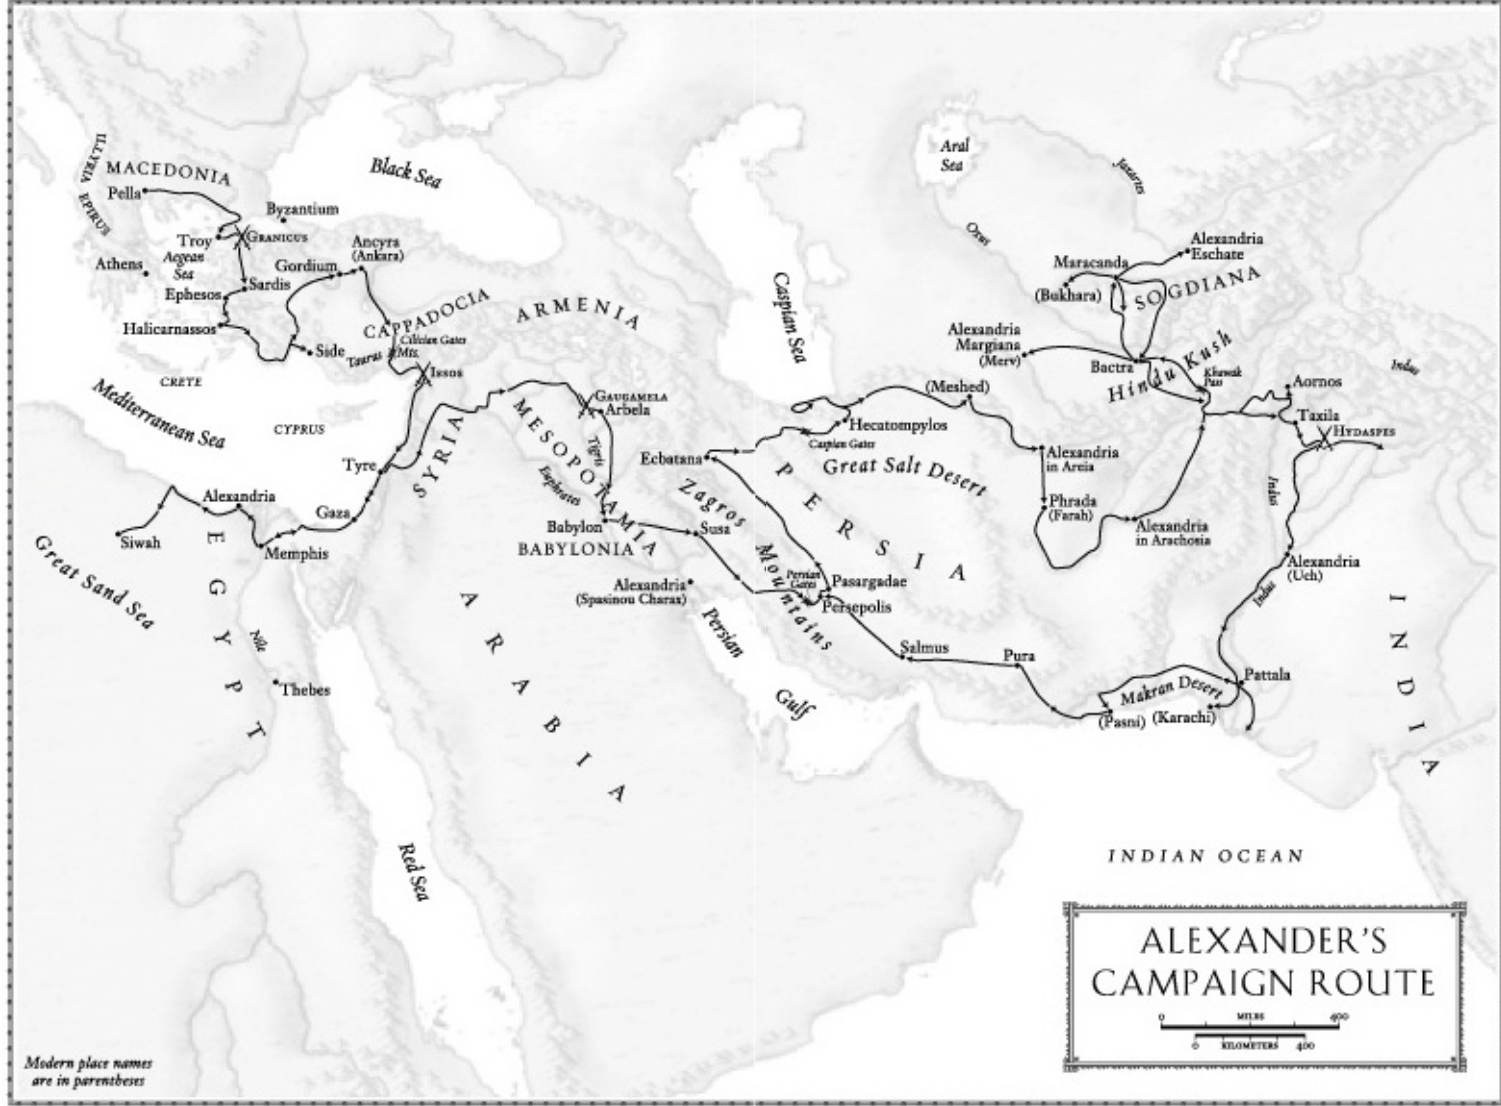 ILLYRIA
MACEDONIA
Pella
EPIRUS
Black Sea
Byzantium
Troy
GRANICUS
Aegean
Sea
Athens
Gordium
Ancyra
(Ankara)
Sardis
Ephesos
Halicarnassos
Side
CAPPADOCIA
Cilician Gates
Taurus Mts.
Issos
ARMENIA
CRETE
Mediterranean Sea
CYPRUS
Tyre
SYRIA
Gaza
Alexandria
Siwah
Memphis
Great Sand Sea
EGYPT
Nile
Thebes
Red Sea
MESOPOTAMIA
GAUGAMELA
Arbela
Tigris
Euphrates
Babylon
BABYLONIA
Susa
Alexandria
(Spasinou Charax)
ARABIA
Persian
Gulf
Caspian Sea
Aral
Sea
Jaxartes
Oxus
Ecbatana
Zagros
Mountains
Caspian Gates
Hecatompylos
(Meshed)
Great Salt Desert
PERSIA
Persian
Gates
Pasargadae
Persepolis
Salmus
Pura
Alexandria
in Areia
Phrada
(Farah)
Alexandria
in Arachosia
Alexandria
Margiana
(Merv)
Maracanda
(Bukhara)
Alexandria
Eschate
SOGDIANA
Bactra
Hindu Kush
Khawak
Pass
Aornos
Taxila
HYDASPES
Indus
Indus
Alexandria
(Uch)
Indus
INDIA
Pattala
Makran Desert
(Pasni)
(Karachi)
INDIAN OCEAN
ALEXANDER'S
CAMPAIGN ROUTE
0 MILES 400
0 KILOMETERS 400
Modern place names
are in parentheses